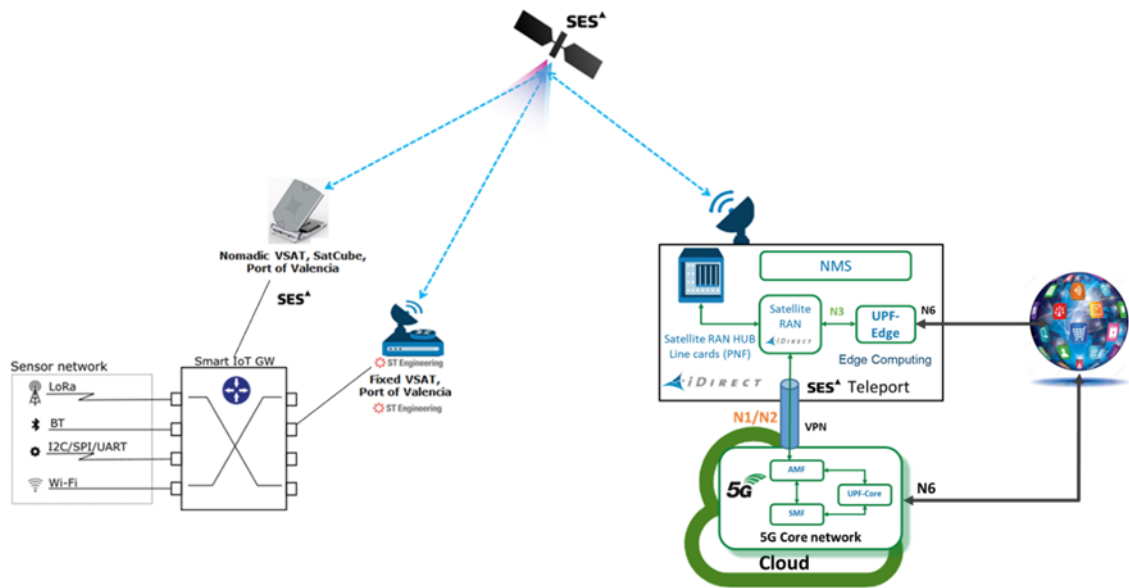 SES▲
Nomadic VSAT, SatCube,
Port of Valencia
SES▲
ST Engineering
Fixed VSAT,
Port of Valencia
ST Engineering
Smart IoT GW
Sensor network
LoRa
BT
I2C/SPI/UART
Wi-Fi
NMS
Satellite
RAN
iDIRECT
N3
UPF-
Edge
N6
Satellite RAN HUB
Line cards (PNF)
Edge Computing
iDIRECT
SES▲ Teleport
N1/N2
VPN
5G
AMF
UPF-Core
SMF
N6
5G Core network
Cloud